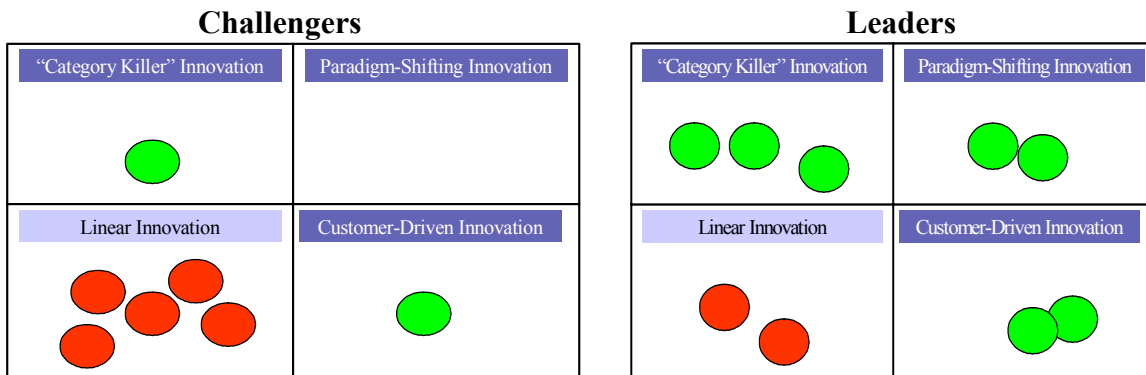 Challengers
“Category Killer” Innovation
Paradigm-Shifting Innovation
Linear Innovation
Customer-Driven Innovation
Leaders
“Category Killer” Innovation
Paradigm-Shifting Innovation
Linear Innovation
Customer-Driven Innovation